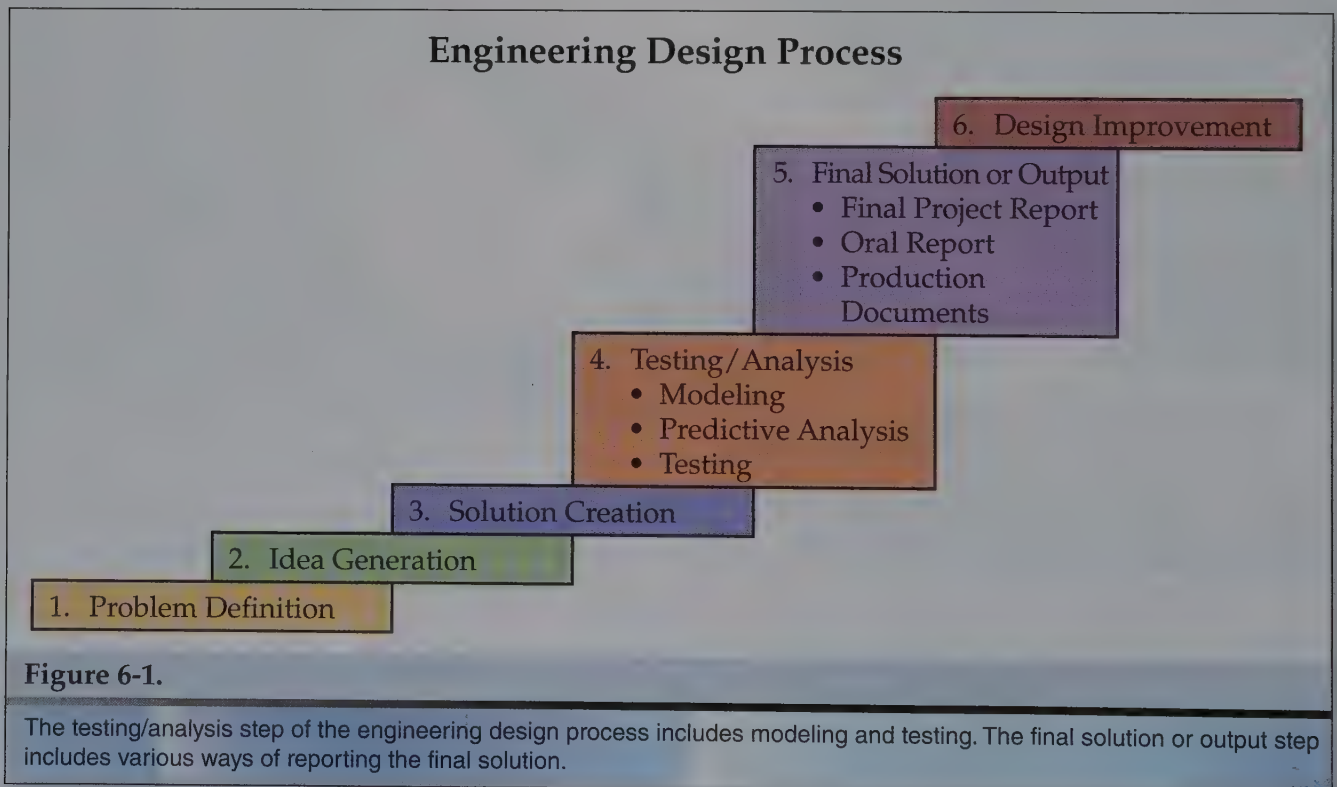 Engineering Design Process
6. Design Improvement
5. Final Solution or Output
• Final Project Report
• Oral Report
• Production
Documents
4. Testing/Analysis
• Modeling
• Predictive Analysis
• Testing
3. Solution Creation
2. Idea Generation
1. Problem Definition
Figure 6-1.
The testing/analysis step of the engineering design process includes modeling and testing. The final solution or output step
includes various ways of reporting the final solution.